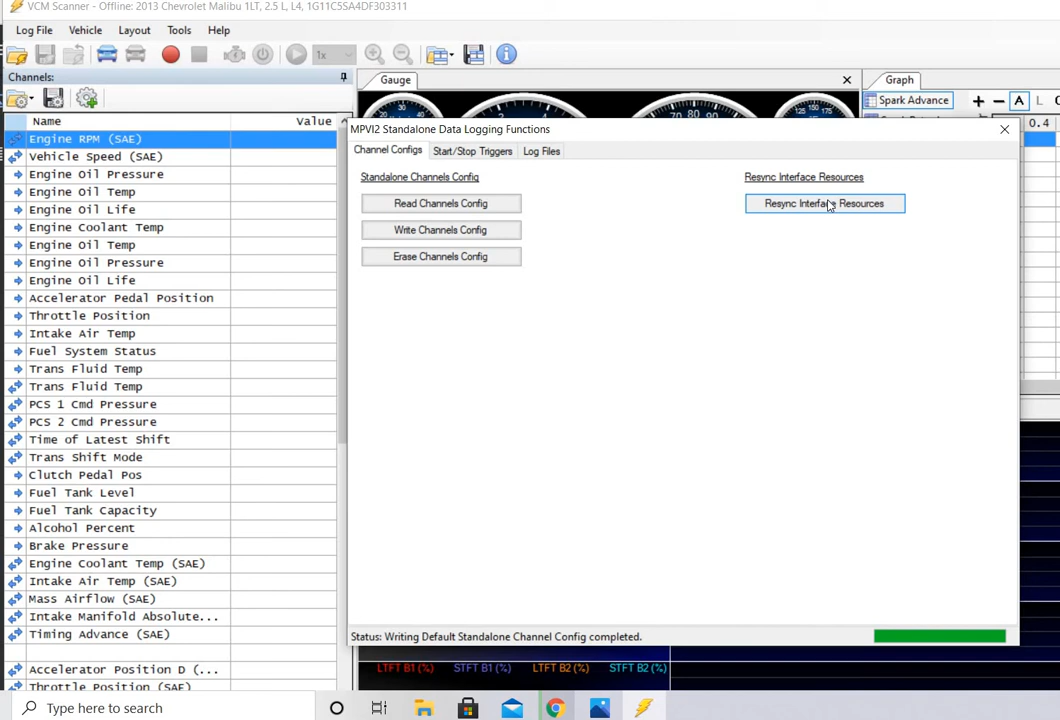 VCM Scanner - Offline: 2013 Chevrolet Malibu 1LT, 2.5 L, L4, 1G11C5SA4DF303311
Log File Vehicle Layout Tools Help
1x
Channels:
Gauge
Graph
Spark Advance
A L
0.4
Name Value
Engine RPM (SAE)
Vehicle Speed (SAE)
Engine Oil Pressure
Engine Oil Temp
Engine Oil Life
Engine Coolant Temp
Engine Oil Temp
Engine Oil Pressure
Engine Oil Life
Accelerator Pedal Position
Throttle Position
Intake Air Temp
Fuel System Status
Trans Fluid Temp
Trans Fluid Temp
PCS 1 Cmd Pressure
PCS 2 Cmd Pressure
Time of Latest Shift
Trans Shift Mode
Clutch Pedal Pos
Fuel Tank Level
Fuel Tank Capacity
Alcohol Percent
Brake Pressure
Engine Coolant Temp (SAE)
Intake Air Temp (SAE)
Mass Airflow (SAE)
Intake Manifold Absolute...
Timing Advance (SAE)
Accelerator Position D (...
Throttle Position (SAE)
MPVI2 Standalone Data Logging Functions
Channel Configs Start/Stop Triggers Log Files
Standalone Channels Config
Read Channels Config
Write Channels Config
Erase Channels Config
Resync Interface Resources
Resync Interface Resources
Status: Writing Default Standalone Channel Config completed.
LTFT B1 (%) STFT B1 (%) LTFT B2 (%) STFT B2 (%)
Type here to search